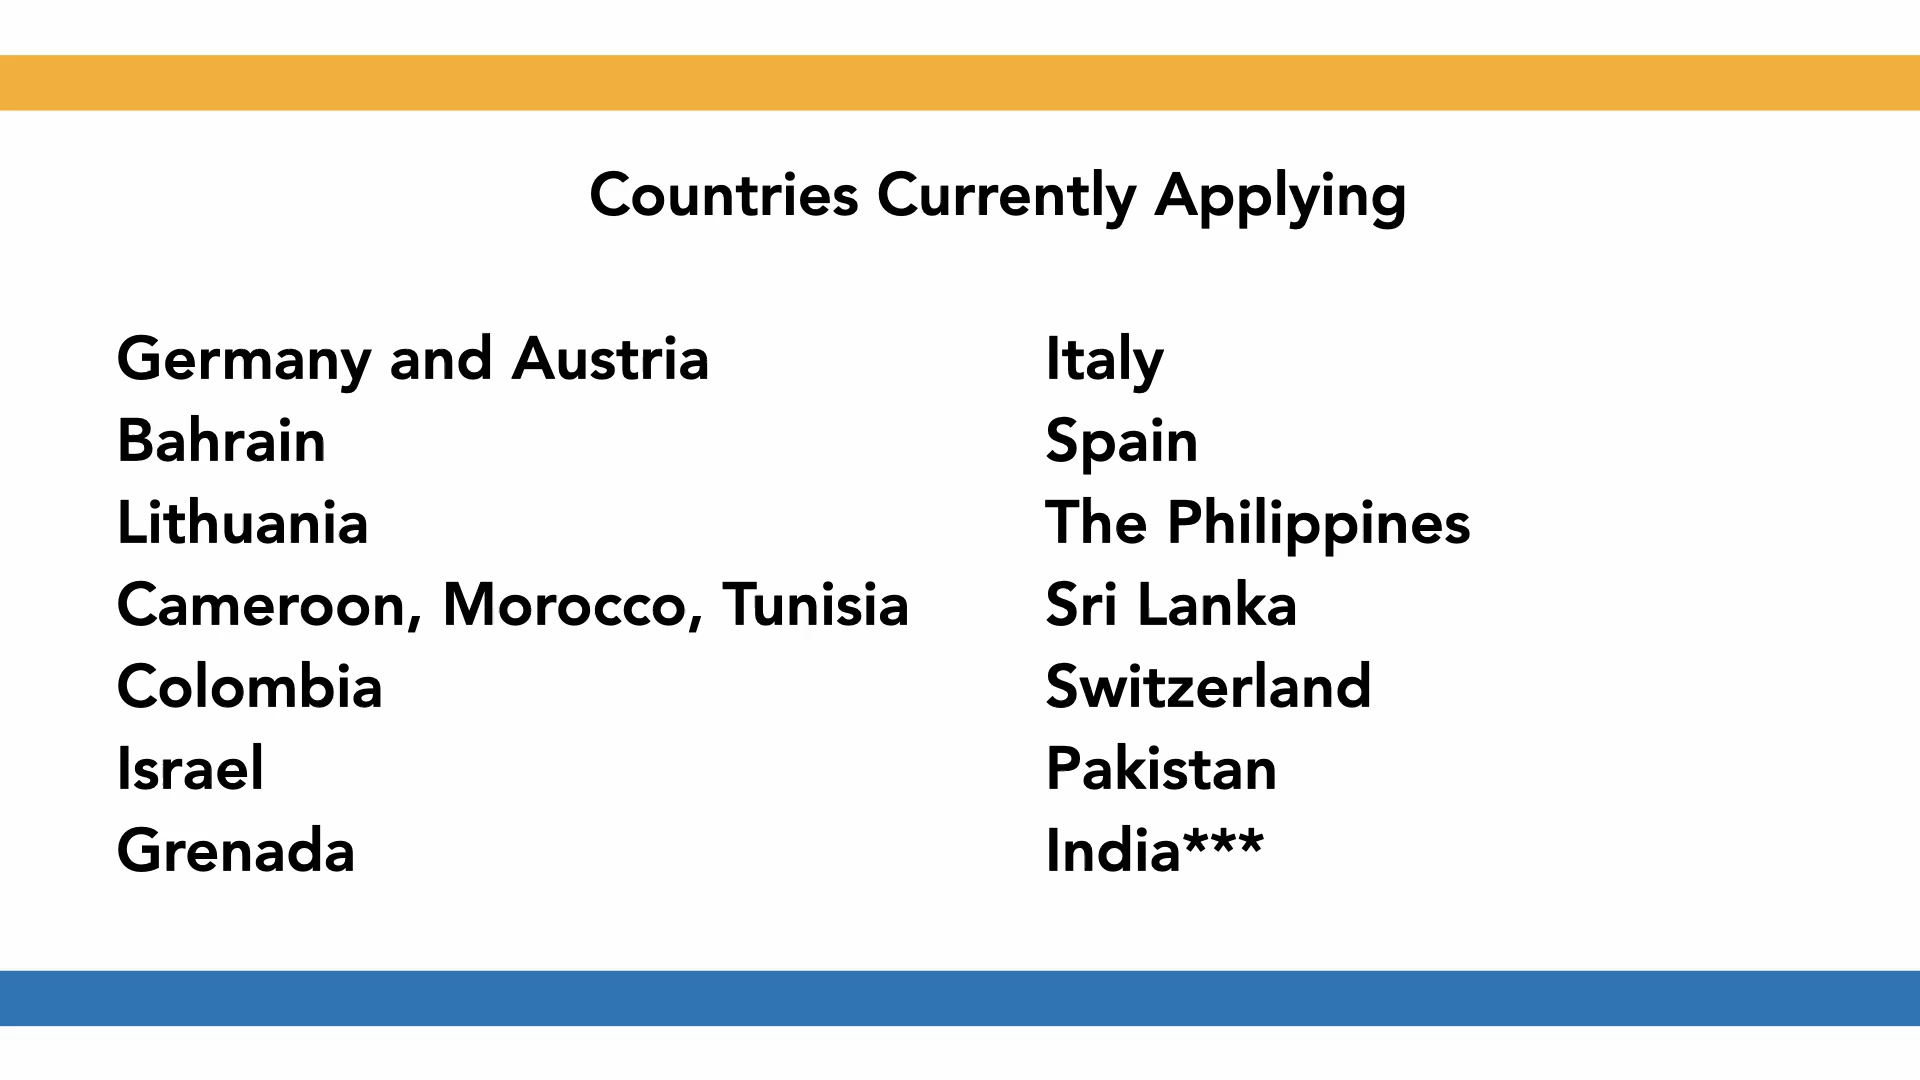 Countries Currently Applying
Germany and Austria
Bahrain
Lithuania
Cameroon, Morocco, Tunisia
Colombia
Israel
Grenada
Italy
Spain
The Philippines
Sri Lanka
Switzerland
Pakistan
India***